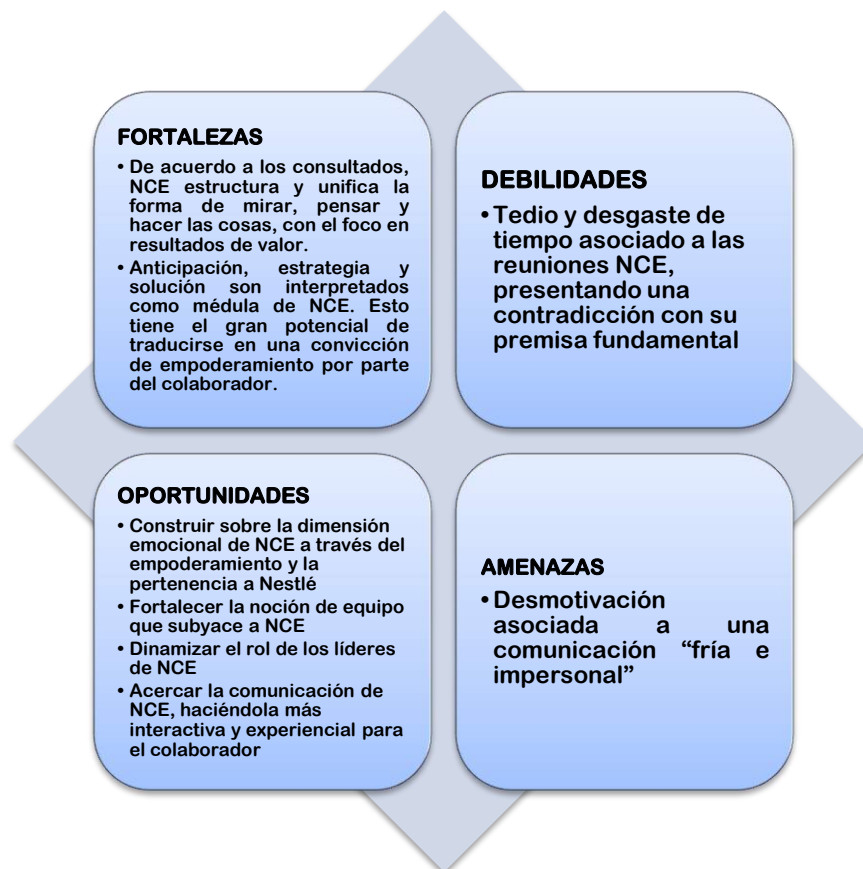 FORTALEZAS
• De acuerdo a los consultados,
NCE estructura y unifica la
forma de mirar, pensar y
hacer las cosas, con el foco en
resultados de valor.
• Anticipación, estrategia y
solución son interpretados
como médula de NCE. Esto
tiene el gran potencial de
traducirse en una convicción
de empoderamiento por parte
del colaborador.
DEBILIDADES
• Tedio y desgaste de
tiempo asociado a las
reuniones NCE,
presentando una
contradicción con su
premisa fundamental
OPORTUNIDADES
• Construir sobre la dimensión
emocional de NCE a través del
empoderamiento y la
pertenencia a Nestlé
• Fortalecer la noción de equipo
que subyace a NCE
• Dinamizar el rol de los líderes
de NCE
• Acercar la comunicación de
NCE, haciéndola más
interactiva y experiencial para
el colaborador
AMENAZAS
• Desmotivación
asociada a una
comunicación “fría e
impersonal”